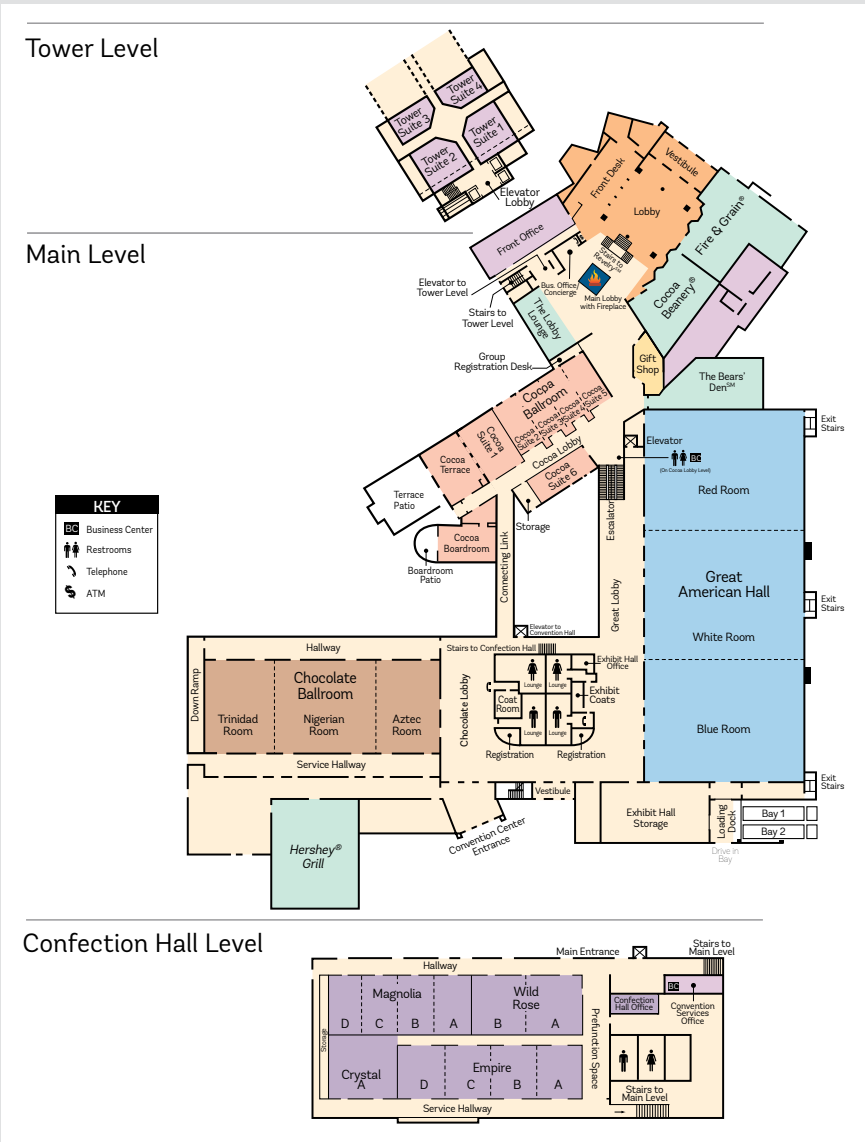 Tower Level
Tower
Suite 4
Tower
Suite 3
Tower
Suite 1
Tower
Suite 2
Elevator
Lobby
Main Level
Front Desk
Vestibule
Lobby
Fire & Grain®
Front Office
Stairs to
Revelry℠
Bus. Office/
Concierge
Main Lobby
with Fireplace
Cocoa
Beanery®
Elevator to
Tower Level
Stairs to
Tower Level
The Lobby
Lounge
Group
Registration Desk
Gift
Shop
The Bears'
Den℠
Cocoa
Ballroom
Cocoa
Suite 5
Cocoa
Suite 4
Cocoa
Suite 3
Cocoa
Suite 2
Cocoa
Suite 1
Cocoa
Terrace
Cocoa Lobby
Cocoa
Suite 6
Terrace
Patio
Storage
Cocoa
Boardroom
Boardroom
Patio
Elevator
BC
(On Cocoa Lobby Level)
Escalator
Exit
Stairs
Red Room
Great
American Hall
White Room
Exit
Stairs
Blue Room
Exit
Stairs
KEY
BC Business Center
Restrooms
Telephone
$ ATM
Connecting Link
Great Lobby
Elevator to
Convention Hall
Stairs to Confection Hall
Hallway
Down Ramp
Chocolate
Ballroom
Trinidad
Room
Nigerian
Room
Aztec
Room
Service Hallway
Chocolate Lobby
Exhibit Hall
Office
Lounge
Lounge
Coat
Room
Exhibit
Coats
Lounge
Lounge
Registration
Registration
Vestibule
Convention Center
Entrance
Hershey®
Grill
Exhibit Hall
Storage
Loading
Dock
Bay 1
Bay 2
Drive in
Bay
Confection Hall Level
Main Entrance
Stairs to
Main Level
Hallway
Magnolia
D C B A
Wild
Rose
B A
Storage
Crystal
A
Empire
D C B A
Prefunction Space
BC
Confection
Hall Office
Convention
Services
Office
Stairs to
Main Level
Service Hallway